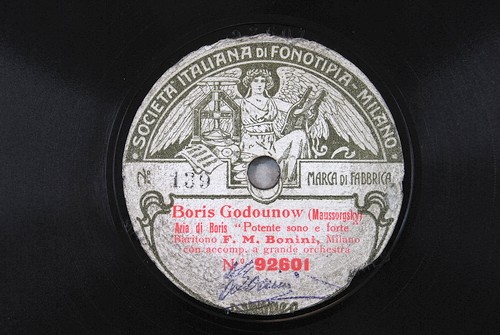 · SOCIETÀ ITALIANA DI FONOTIPIA - MILANO ·
No 139
MARCA DI FABBRICA
Boris Godounow (Maussorgsky)
Aria di Boris "Potente sono e forte"
Baritono F. M. Bonini, Milano
con accomp. a grande orchestra
No 92601